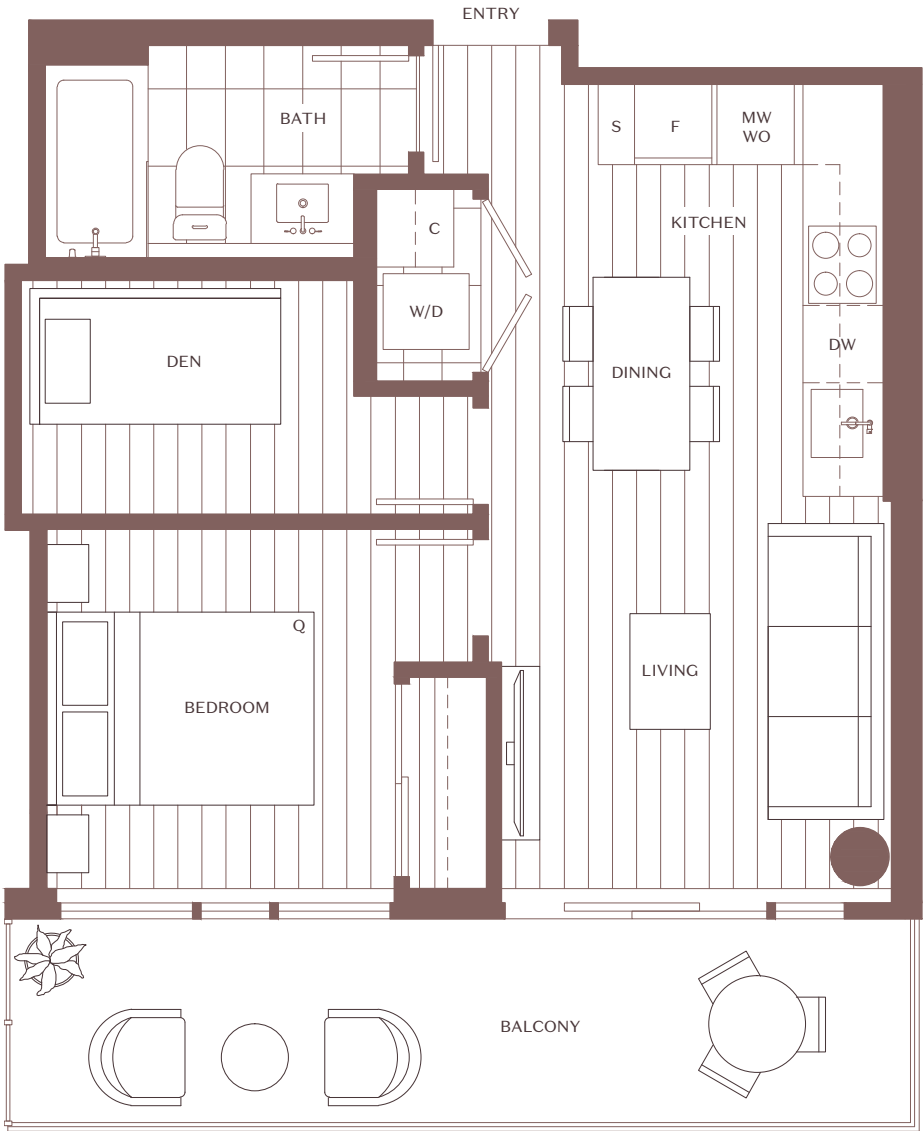 ENTRY
BATH
S
F
MW
WO
KITCHEN
C
W/D
DEN
DW
DINING
Q
LIVING
BEDROOM
BALCONY